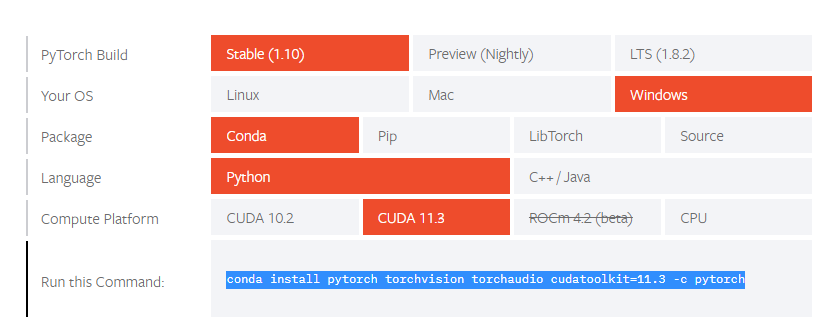 PyTorch Build Stable (1.10) Preview (Nightly) LTS (1.8.2)
Your OS Linux Mac Windows
Package Conda Pip LibTorch Source
Language Python C++ / Java
Compute Platform CUDA 10.2 CUDA 11.3 ROCm 4.2 (beta) CPU
Run this Command: conda install pytorch torchvision torchaudio cudatoolkit=11.3 -c pytorch